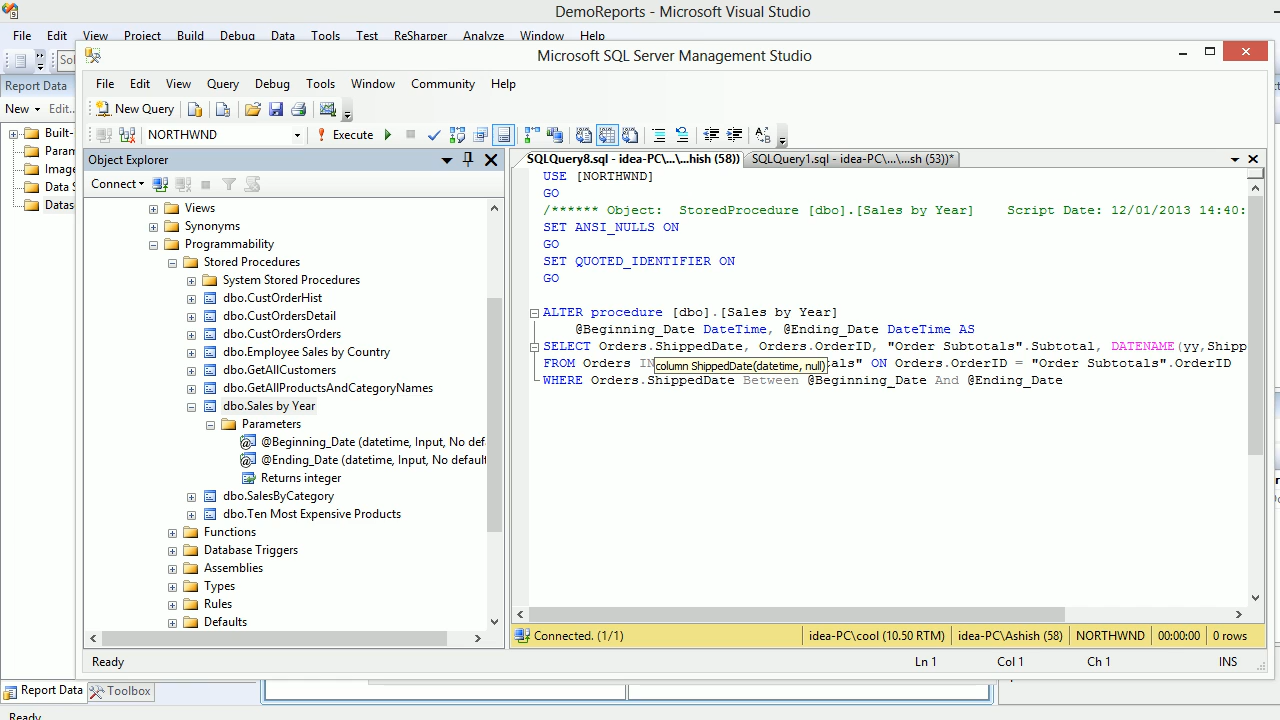 DemoReports - Microsoft Visual Studio
File Edit View Project Build Debug Data Tools Test ReSharper Analyze Window Help
Sol
Report Data
New Edit...
Built-
Param
Image
Data S
Datas
Microsoft SQL Server Management Studio
File Edit View Query Debug Tools Window Community Help
New Query
NORTHWND
Execute
Object Explorer
Connect
Views
Synonyms
Programmability
Stored Procedures
System Stored Procedures
dbo.CustOrderHist
dbo.CustOrdersDetail
dbo.CustOrdersOrders
dbo.Employee Sales by Country
dbo.GetAllCustomers
dbo.GetAllProductsAndCategoryNames
dbo.Sales by Year
Parameters
@Beginning_Date (datetime, Input, No def
@Ending_Date (datetime, Input, No default
Returns integer
dbo.SalesByCategory
dbo.Ten Most Expensive Products
Functions
Database Triggers
Assemblies
Types
Rules
Defaults
SQLQuery8.sql - idea-PC\...\...hish (58)) SQLQuery1.sql - idea-PC\...\...sh (53))*
USE [NORTHWND]
GO
/****** Object:  StoredProcedure [dbo].[Sales by Year]    Script Date: 12/01/2013 14:40:
SET ANSI_NULLS ON
GO
SET QUOTED_IDENTIFIER ON
GO
ALTER procedure [dbo].[Sales by Year]
@Beginning_Date DateTime, @Ending_Date DateTime AS
SELECT Orders.ShippedDate, Orders.OrderID, "Order Subtotals".Subtotal, DATENAME(yy,Shipp
FROM Orders IN tals" ON Orders.OrderID = "Order Subtotals".OrderID
column ShippedDate(datetime, null)
WHERE Orders.ShippedDate Between @Beginning_Date And @Ending_Date
Connected. (1/1) idea-PC\cool (10.50 RTM) idea-PC\Ashish (58) NORTHWND 00:00:00 0 rows
Ready Ln 1 Col 1 Ch 1 INS
Report Data Toolbox
Ready